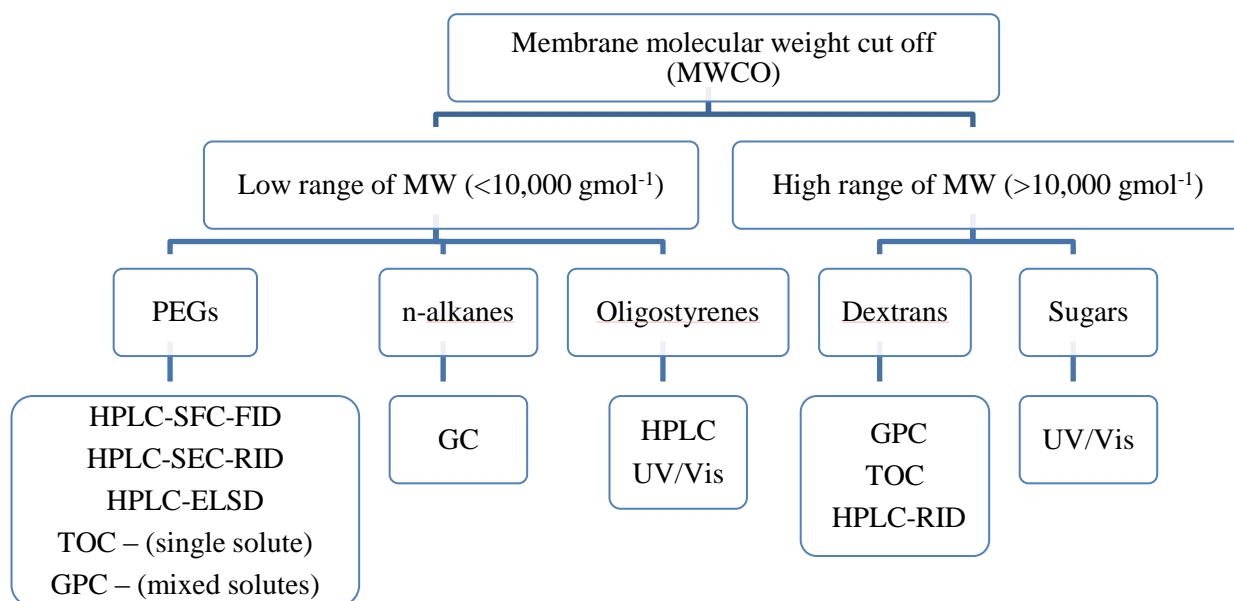 Membrane molecular weight cut off
(MWCO)
Low range of MW (<10,000 gmol⁻¹)
High range of MW (>10,000 gmol⁻¹)
PEGs
n-alkanes
Oligostyrenes
Dextrans
Sugars
HPLC-SFC-FID
HPLC-SEC-RID
HPLC-ELSD
TOC – (single solute)
GPC – (mixed solutes)
GC
HPLC
UV/Vis
GPC
TOC
HPLC-RID
UV/Vis